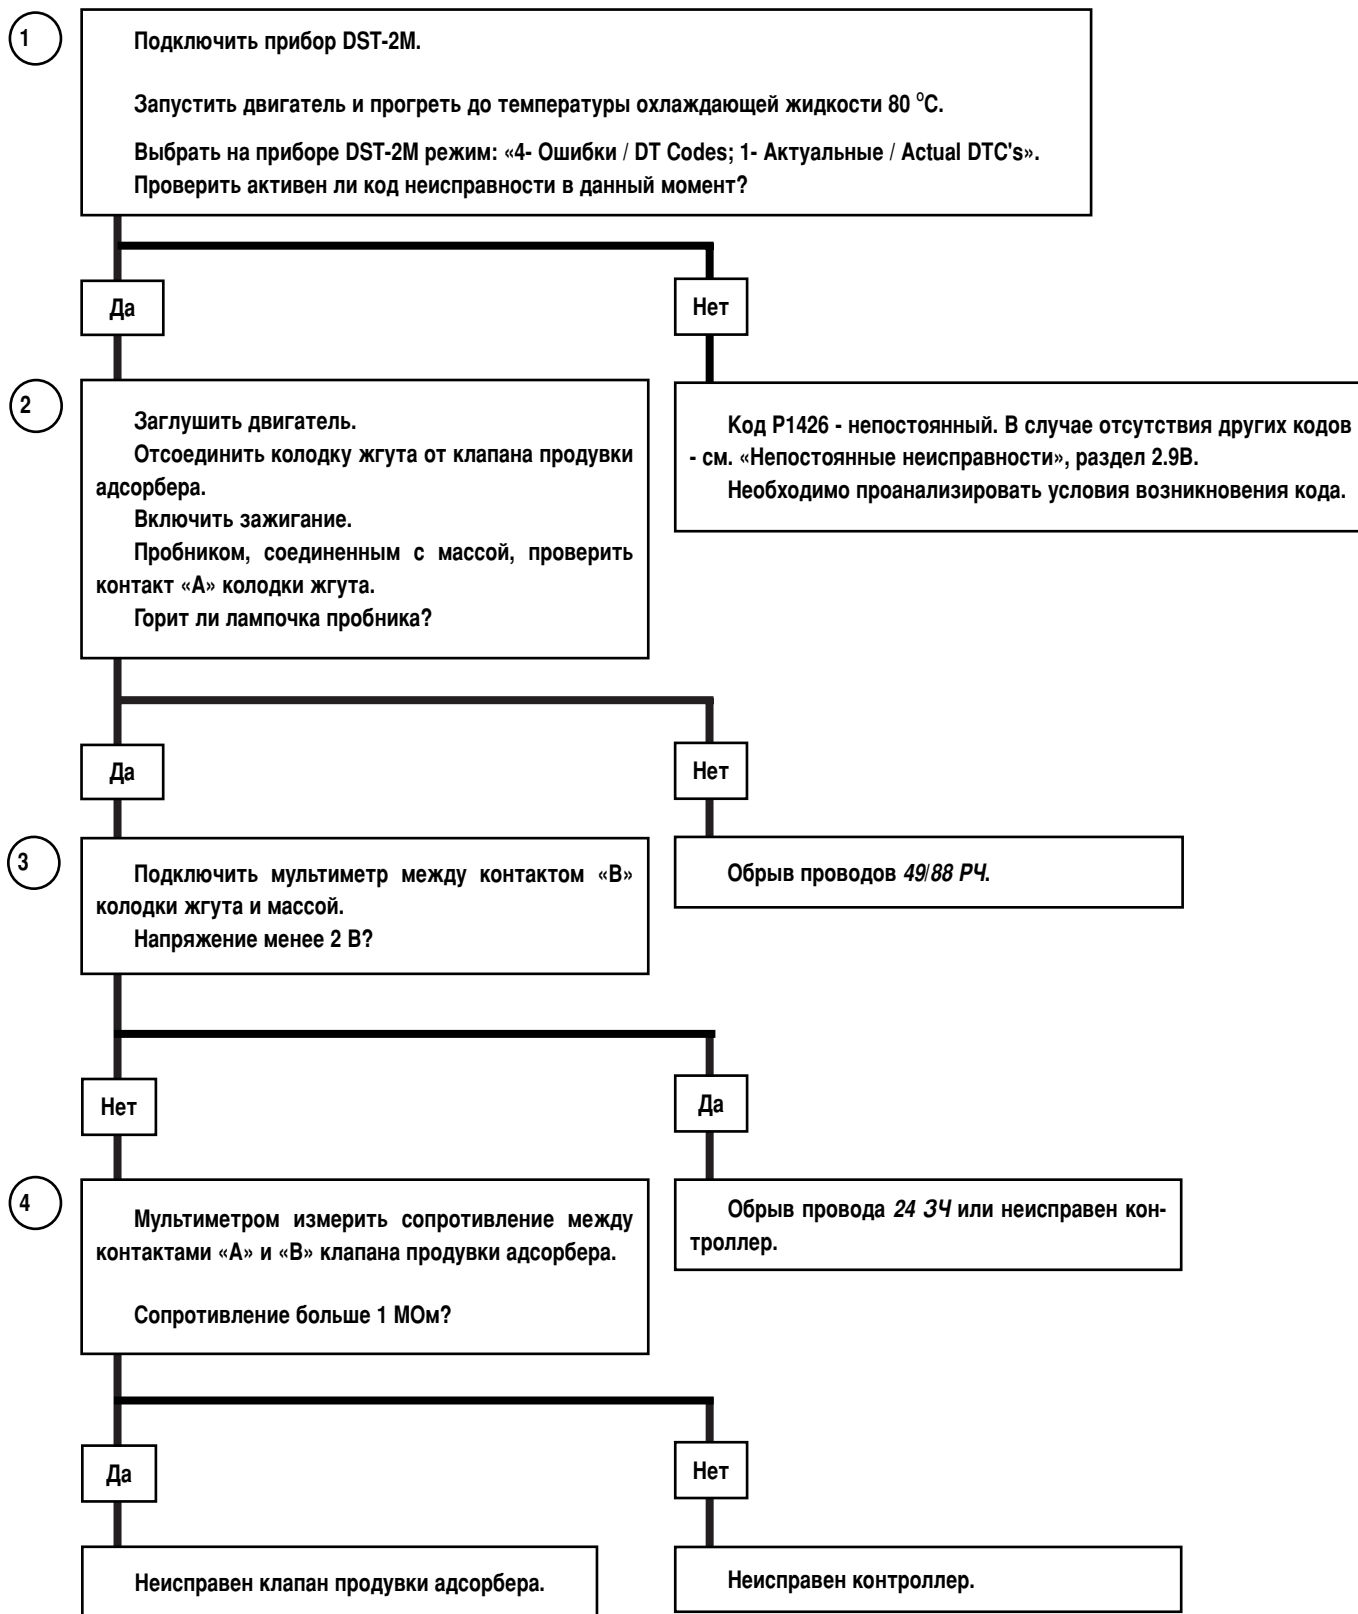 1
Подключить прибор DST-2M.
Запустить двигатель и прогреть до температуры охлаждающей жидкости 80 °С.
Выбрать на приборе DST-2M режим: «4- Ошибки / DT Codes; 1- Актуальные / Actual DTC's».
Проверить активен ли код неисправности в данный момент?
Да
Нет
2
Заглушить двигатель.
Отсоединить колодку жгута от клапана продувки
адсорбера.
Включить зажигание.
Пробником, соединенным с массой, проверить
контакт «А» колодки жгута.
Горит ли лампочка пробника?
Код Р1426 - непостоянный. В случае отсутствия других кодов
- см. «Непостоянные неисправности», раздел 2.9В.
Необходимо проанализировать условия возникновения кода.
Да
Нет
3
Подключить мультиметр между контактом «В»
колодки жгута и массой.
Напряжение менее 2 В?
Обрыв проводов 49/88 РЧ.
Нет
Да
4
Мультиметром измерить сопротивление между
контактами «А» и «В» клапана продувки адсорбера.
Сопротивление больше 1 МОм?
Обрыв провода 24 ЗЧ или неисправен кон-
троллер.
Да
Нет
Неисправен клапан продувки адсорбера.
Неисправен контроллер.